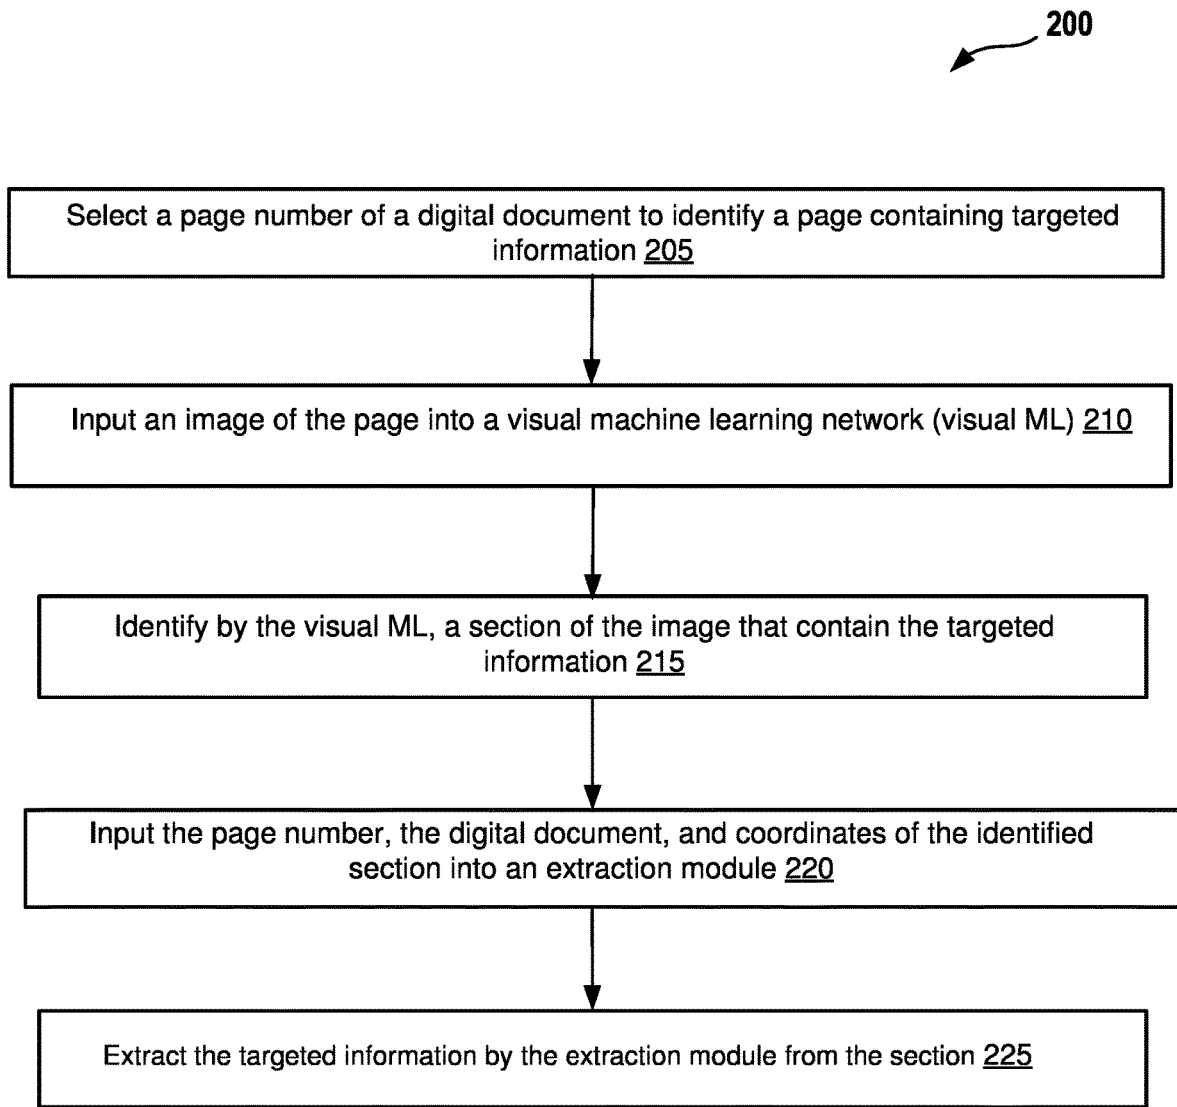 200
Select a page number of a digital document to identify a page containing targeted
information 205
Input an image of the page into a visual machine learning network (visual ML) 210
Identify by the visual ML, a section of the image that contain the targeted
information 215
Input the page number, the digital document, and coordinates of the identified
section into an extraction module 220
Extract the targeted information by the extraction module from the section 225